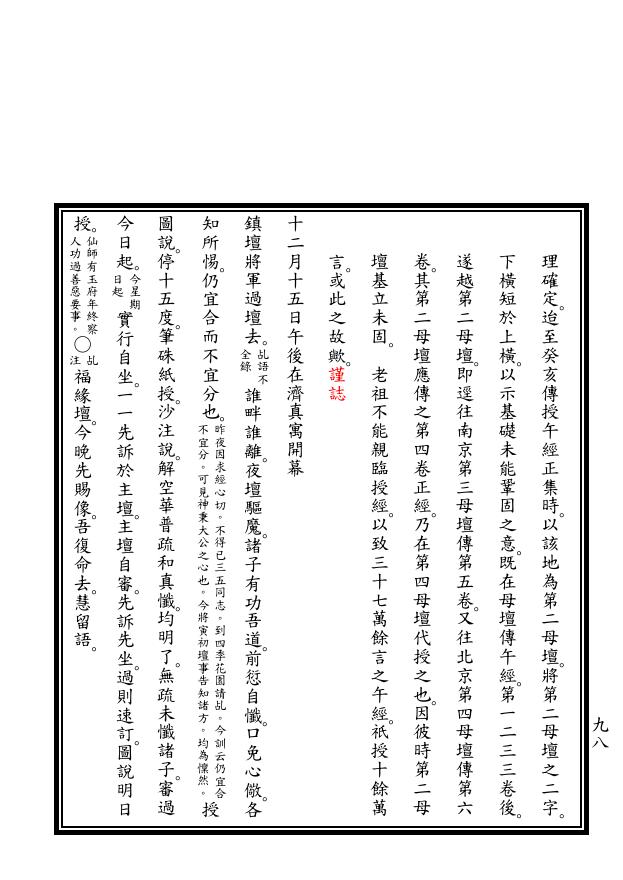 理確定。迨至癸亥傳授午經正集時。以該地為第二母壇。將第二母壇之二字。
下橫短於上橫。以示基礎未能鞏固之意。既在母壇傳午經。第一二三三卷後。
遂越第二母壇。即逕往南京第三母壇傳第五卷。又往北京第四母壇傳第六
卷。其第二母壇應傳之第四卷正經。乃在第四母壇代授之也。因彼時第二母
壇基立未固。 老祖不能親臨授經。以致三十七萬餘言之午經。祇授十餘萬
言。或此之故歟。謹誌
十二月十五日午後在濟真寓開幕
鎮壇將軍過壇去。乩語不全錄 誰畔誰離。夜壇驅魔。諸子有功吾道。前愆自懺。口免心儆。各
知所惕。仍宜合而不宜分也。昨夜因求經心切。不得已三五同志。到四季花園請乩。今訓云仍宜合不宜分。可見神秉大公之心也。今將寅初壇事告知諸方。均為懍然。授
圖說。停十五度。筆硃紙授。沙注說。解空華普疏和真懺。均明了。無疏未懺諸子。審過
今日起。今星期日起 實行自坐。一一先訴於主壇。主壇自審。先訴先坐。過則速訂。圖說明日
授。仙師有玉府年終察人功過善惡要事。○乩注 福緣壇。今晚先賜像。吾復命去。慧留語。
九八